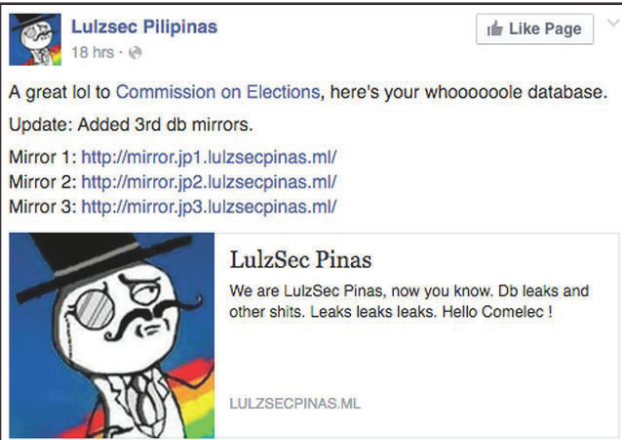 Lulzsec Pilipinas
Like Page
18 hrs ·
A great lol to Commission on Elections, here's your whoooooole database.
Update: Added 3rd db mirrors.
Mirror 1: http://mirror.jp1.lulzsecpinas.ml/
Mirror 2: http://mirror.jp2.lulzsecpinas.ml/
Mirror 3: http://mirror.jp3.lulzsecpinas.ml/
LulzSec Pinas
We are LulzSec Pinas, now you know. Db leaks and
other shits. Leaks leaks leaks. Hello Comelec !
LULZSECPINAS.ML